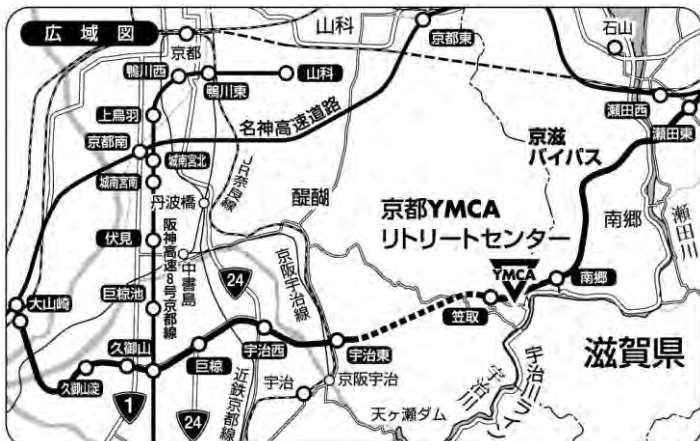 広域図
山科
石山
京都
京都東
鴨川西
鴨川東
山科
瀬田西
上鳥羽
名神高速道路
瀬田東
京都南
城南宮北
JR奈良線
京滋
バイパス
城南宮南
醍醐
丹波橋
京都YMCA
リトリートセンター
南郷
瀬田川
伏見
阪神高速8号京都線
中書島
京阪宇治線
YMCA
南郷
24
大山崎
巨椋池
笠取
久御山
宇治西
宇治東
滋賀県
久御山淀
巨椋
宇治
京阪宇治
1
24
近鉄京都線
天ヶ瀬ダム
宇治川
宇治川ライン